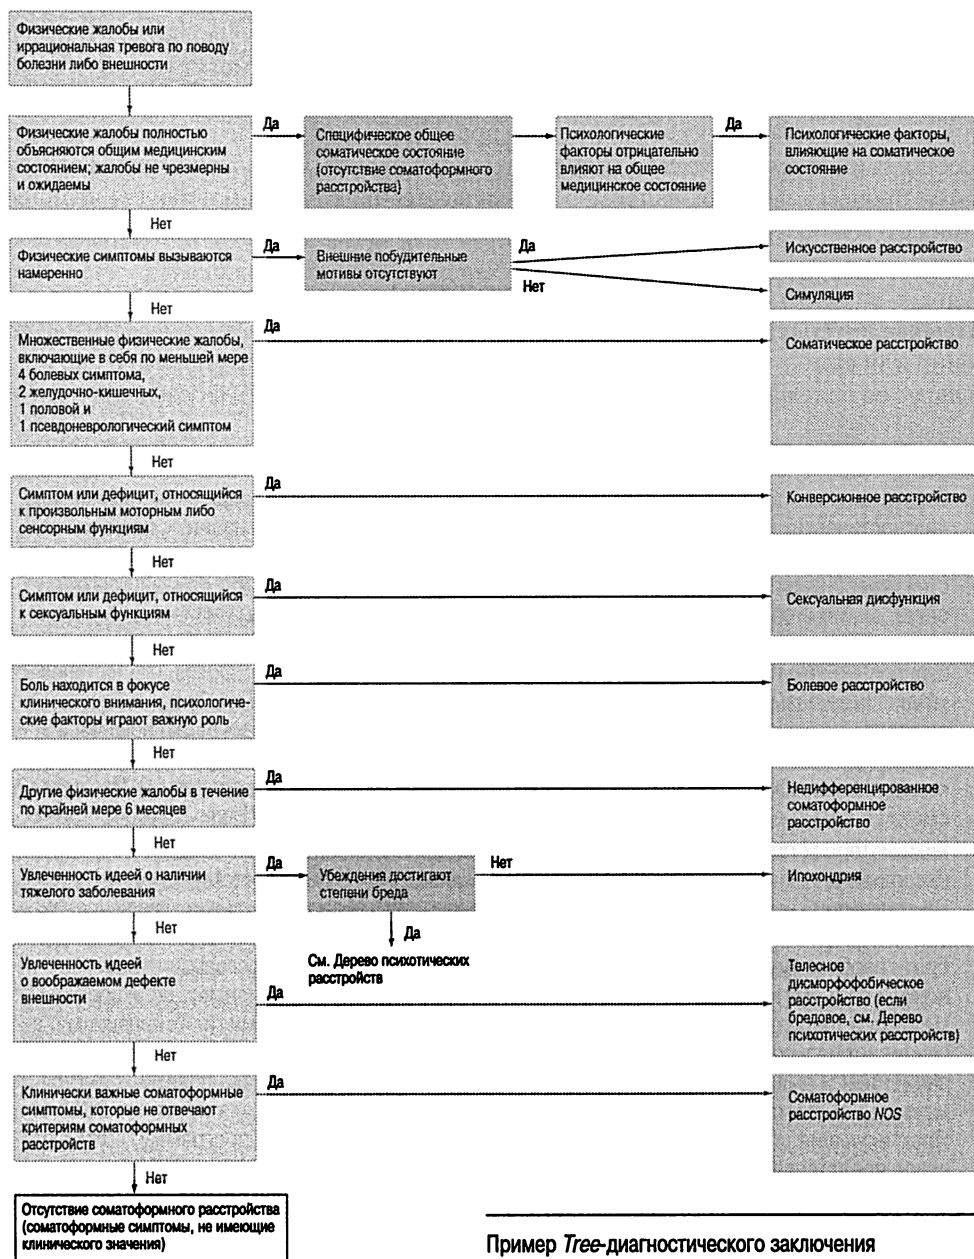 Физические жалобы или
иррациональная тревога по поводу
болезни либо внешности
Физические жалобы полностью
объясняются общим медицинским
состоянием; жалобы не чрезмерны
и ожидаемы
Да
Специфическое общее
соматическое состояние
(отсутствие соматоформного
расстройства)
Психологические
факторы отрицательно
влияют на общее
медицинское состояние
Да
Психологические факторы,
влияющие на соматическое
состояние
Нет
Физические симптомы вызываются
намеренно
Да
Внешние побудительные
мотивы отсутствуют
Да
Нет
Искусственное расстройство
Симуляция
Нет
Множественные физические жалобы,
включающие в себя по меньшей мере
4 болевых симптома,
2 желудочно-кишечных,
1 половой и
1 псевдоневрологический симптом
Да
Соматическое расстройство
Нет
Симптом или дефицит, относящийся
к произвольным моторным либо
сенсорным функциям
Да
Конверсионное расстройство
Нет
Симптом или дефицит, относящийся
к сексуальным функциям
Да
Сексуальная дисфункция
Нет
Боль находится в фокусе
клинического внимания, психологиче-
ские факторы играют важную роль
Да
Болевое расстройство
Нет
Другие физические жалобы в течение
по крайней мере 6 месяцев
Да
Недифференцированное
соматоформное
расстройство
Нет
Увлеченность идеей о наличии
тяжелого заболевания
Да
Убеждения достигают
степени бреда
Нет
Ипохондрия
Да
См. Дерево психотических
расстройств
Нет
Увлеченность идеей
о воображаемом дефекте
внешности
Да
Телесное
дисморфофобическое
расстройство (если
бредовое, см. Дерево
психотических расстройств)
Нет
Клинически важные соматоформные
симптомы, которые не отвечают
критериям соматоформных
расстройств
Да
Соматоформное
расстройство NOS
Нет
Отсутствие соматоформного расстройства
(соматоформные симптомы, не имеющие
клинического значения)
Пример Tree-диагностического заключения